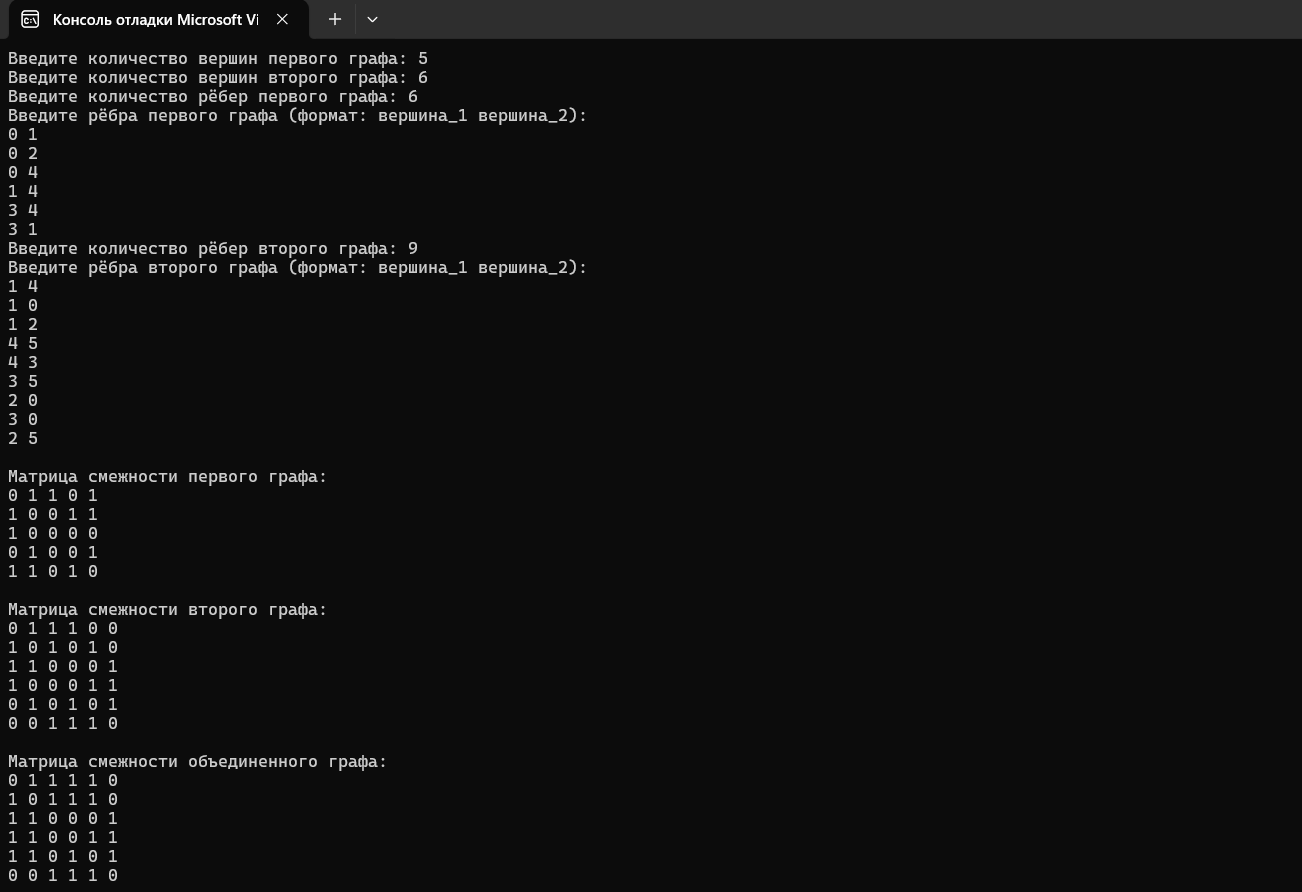 Консоль отладки Microsoft Vi
Введите количество вершин первого графа: 5
Введите количество вершин второго графа: 6
Введите количество рёбер первого графа: 6
Введите рёбра первого графа (формат: вершина_1 вершина_2):
0 1
0 2
0 4
1 4
3 4
3 1
Введите количество рёбер второго графа: 9
Введите рёбра второго графа (формат: вершина_1 вершина_2):
1 4
1 0
1 2
4 5
4 3
3 5
2 0
3 0
2 5
Матрица смежности первого графа:
0 1 1 0 1
1 0 0 1 1
1 0 0 0 0
0 1 0 0 1
1 1 0 1 0
Матрица смежности второго графа:
0 1 1 1 0 0
1 0 1 0 1 0
1 1 0 0 0 1
1 0 0 0 1 1
0 1 0 1 0 1
0 0 1 1 1 0
Матрица смежности объединенного графа:
0 1 1 1 1 0
1 0 1 1 1 0
1 1 0 0 0 1
1 1 0 0 1 1
1 1 0 1 0 1
0 0 1 1 1 0